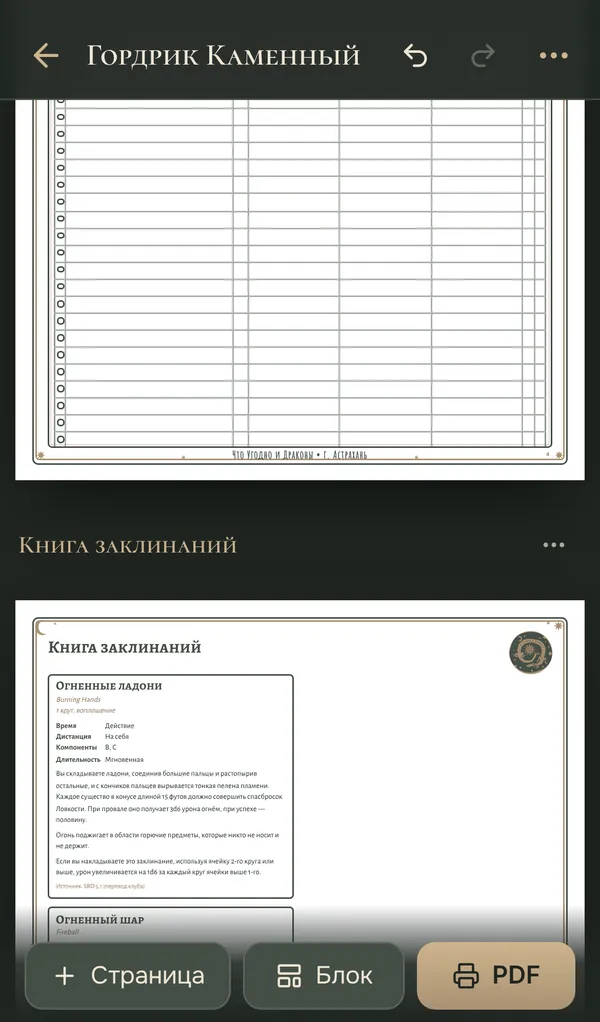 Гордрик Каменный
Что Угодно и Драконы • г. Астрахань
4
Книга заклинаний
Книга заклинаний
Огненные ладони
Burning Hands
1 круг, воплощение
Время Действие
Дистанция На себя
Компоненты В, С
Длительность Мгновенная
Вы складываете ладони, соединив большие пальцы и растопырив
остальные, и с кончиков пальцев вырывается тонкая пелена пламени.
Каждое существо в конусе длиной 15 футов должно совершить спасбросок
Ловкости. При провале оно получает 3d6 урона огнём, при успехе —
половину.
Огонь поджигает в области горючие предметы, которые никто не носит и
не держит.
Если вы накладываете это заклинание, используя ячейку 2-го круга или
выше, урон увеличивается на 1d6 за каждый круг ячейки выше 1-го.
Источник: SRD 5.1 (перевод клуба)
Огненный шар
Fireball
Страница
Блок
PDF